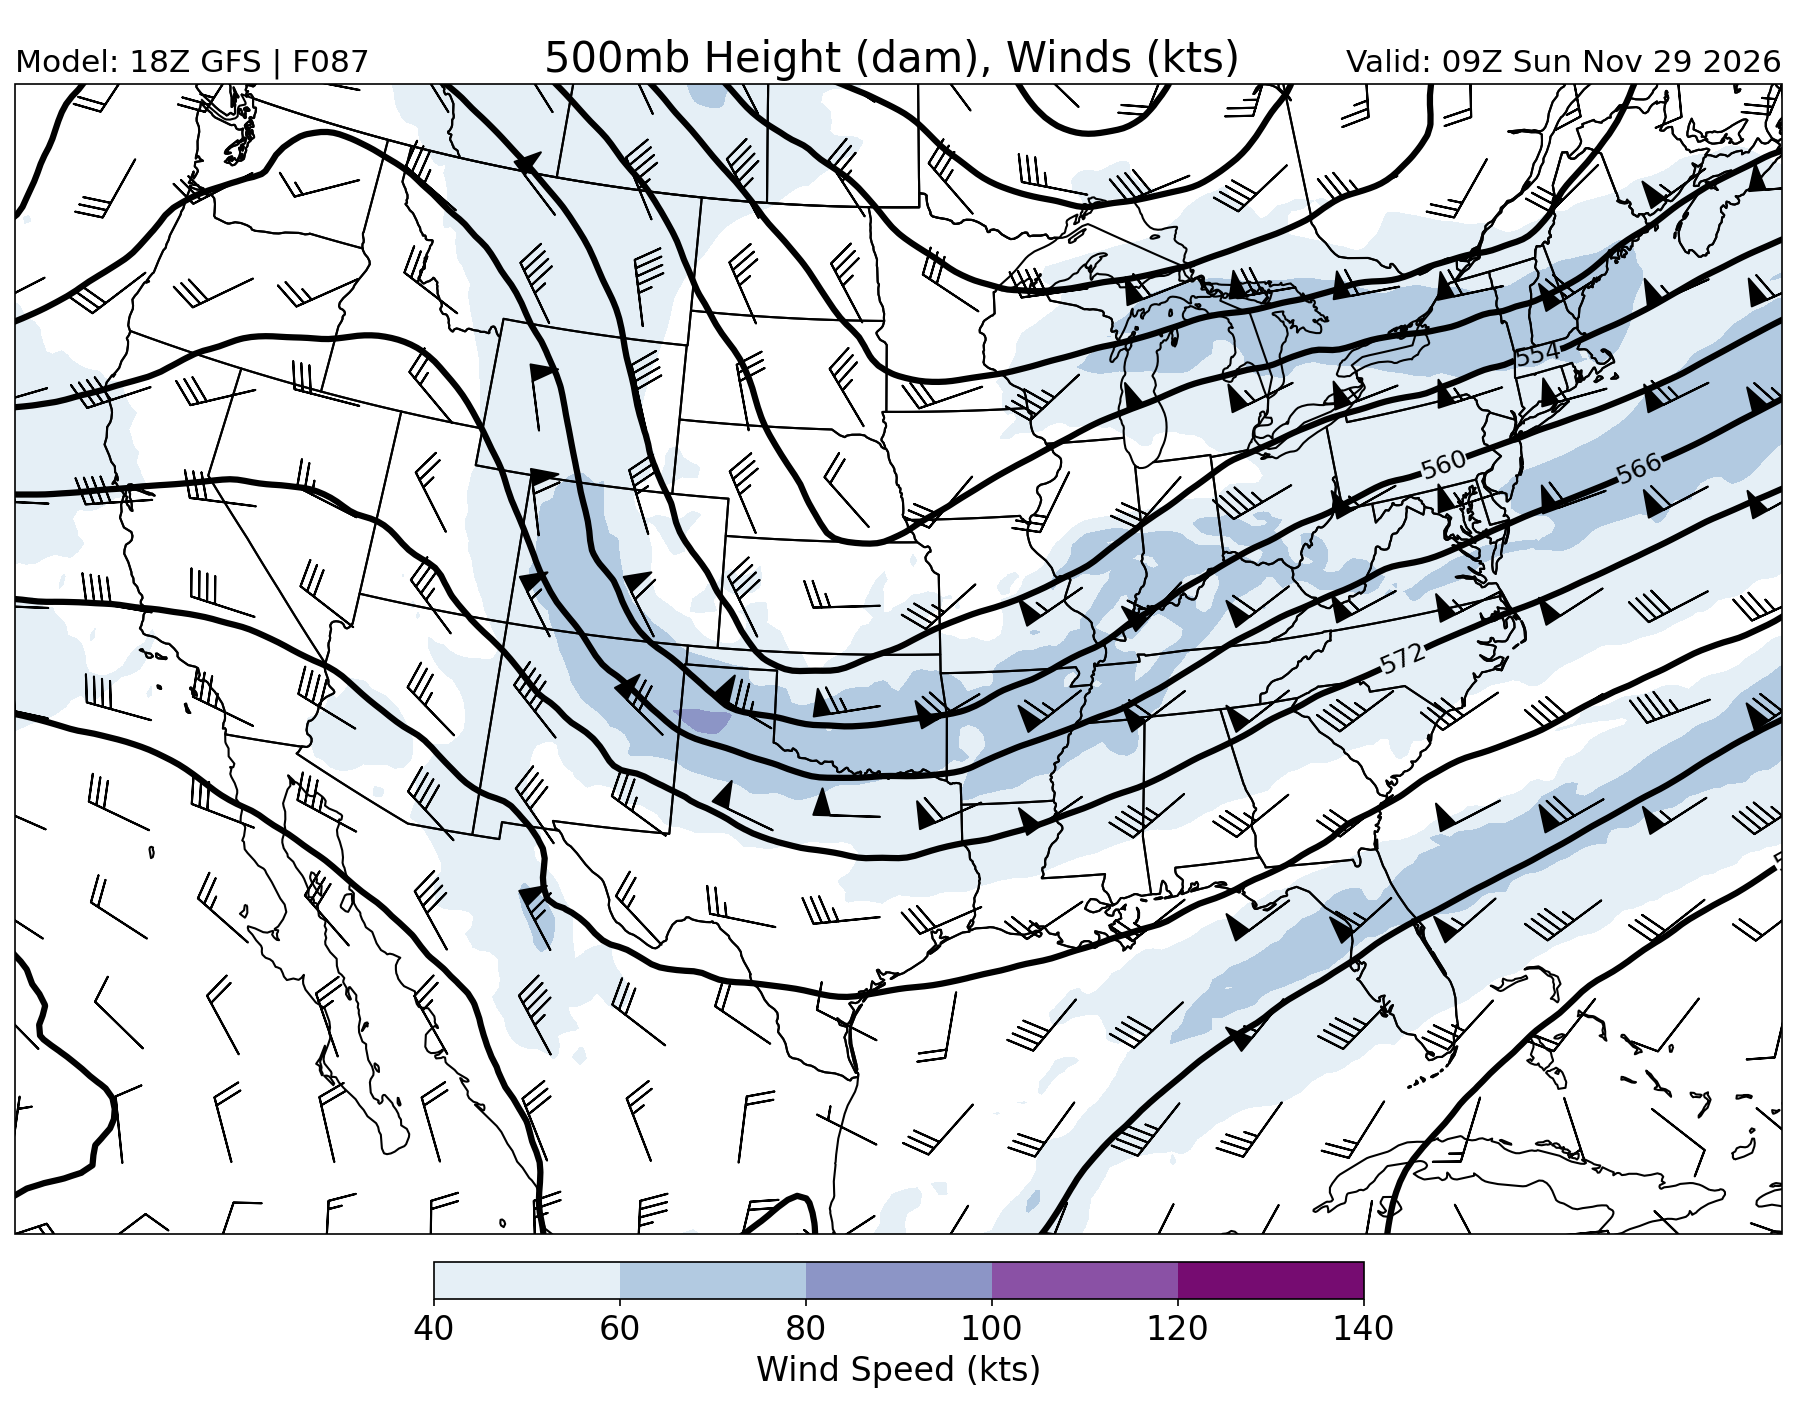 Model: 18Z GFS | F087
500mb Height (dam), Winds (kts)
Valid: 09Z Sun Nov 29 2026
554
560
566
572
40 60 80 100 120 140
Wind Speed (kts)